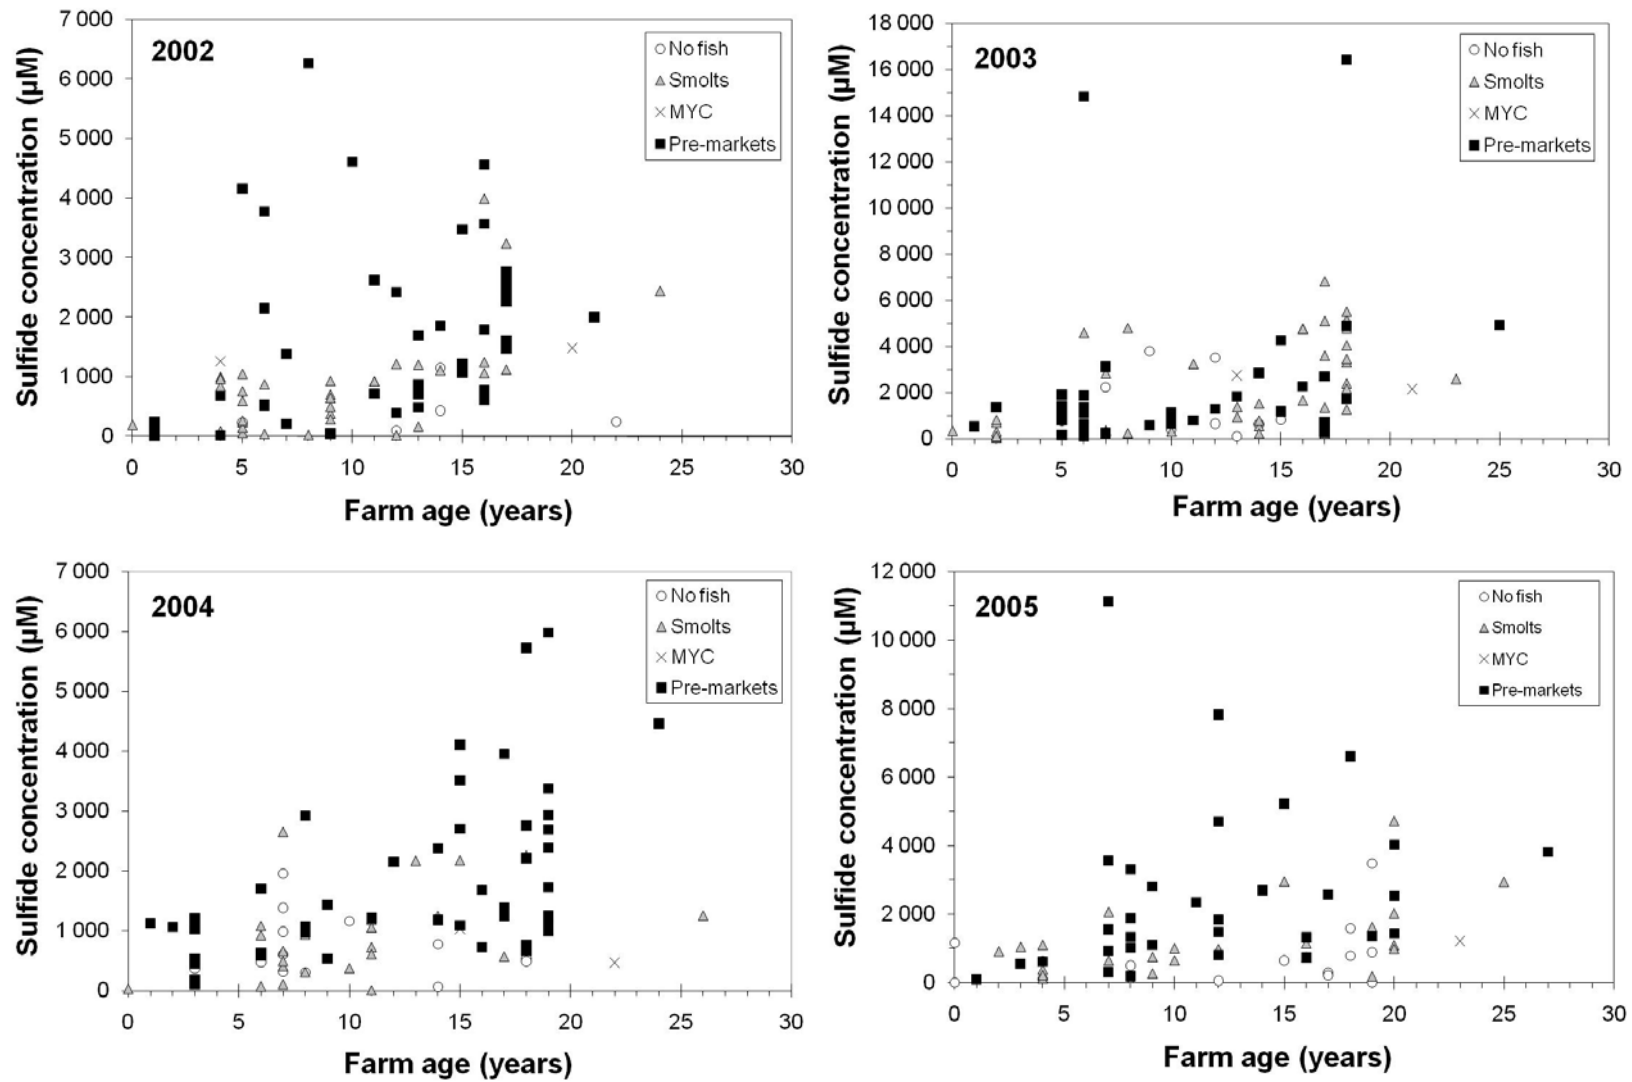 2002
Sulfide concentration (µM)
7 000
6 000
5 000
4 000
3 000
2 000
1 000
0
0 5 10 15 20 25 30
Farm age (years)
No fish
Smolts
MYC
Pre-markets
2003
Sulfide concentration (µM)
18 000
16 000
14 000
12 000
10 000
8 000
6 000
4 000
2 000
0
0 5 10 15 20 25 30
Farm age (years)
No fish
Smolts
MYC
Pre-markets
2004
Sulfide concentration (µM)
7 000
6 000
5 000
4 000
3 000
2 000
1 000
0
0 5 10 15 20 25 30
Farm age (years)
No fish
Smolts
MYC
Pre-markets
2005
Sulfide concentration (µM)
12 000
10 000
8 000
6 000
4 000
2 000
0
0 5 10 15 20 25 30
Farm age (years)
No fish
Smolts
MYC
Pre-markets